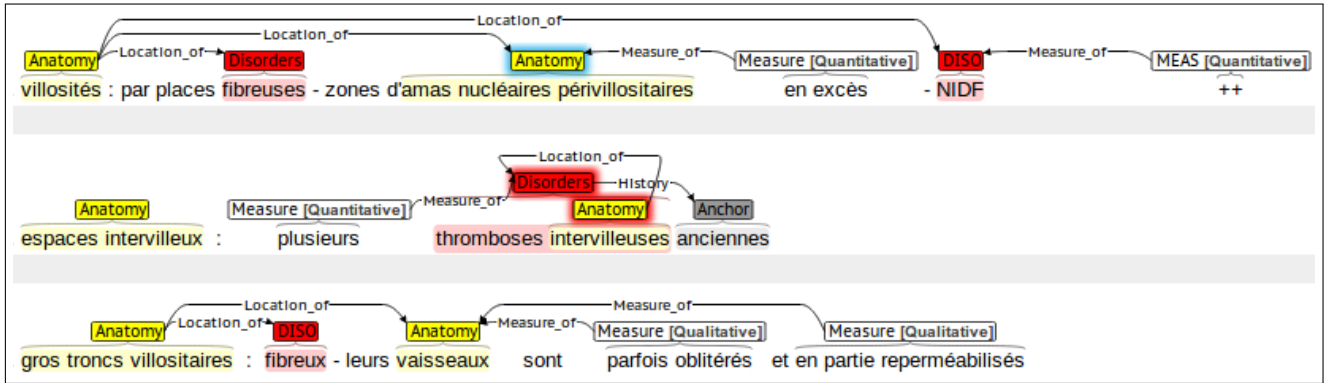 Location_of
Location_of
Anatomy Location_of Disorders Anatomy Measure_of Measure [Quantitative] DISO Measure_of MEAS [Quantitative]
villosités : par places fibreuses - zones d'amas nucléaires périvillositaires en excès - NIDF ++
Location_of
Disorders History
Anatomy Measure [Quantitative] Measure_of Anatomy Anchor
espaces intervilleux : plusieurs thromboses intervilleuses anciennes
Location_of Measure_of
Anatomy Location_of DISO Anatomy Measure_of Measure [Qualitative] Measure [Qualitative]
gros troncs villositaires : fibreux - leurs vaisseaux sont parfois oblitérés et en partie reperméabilisés